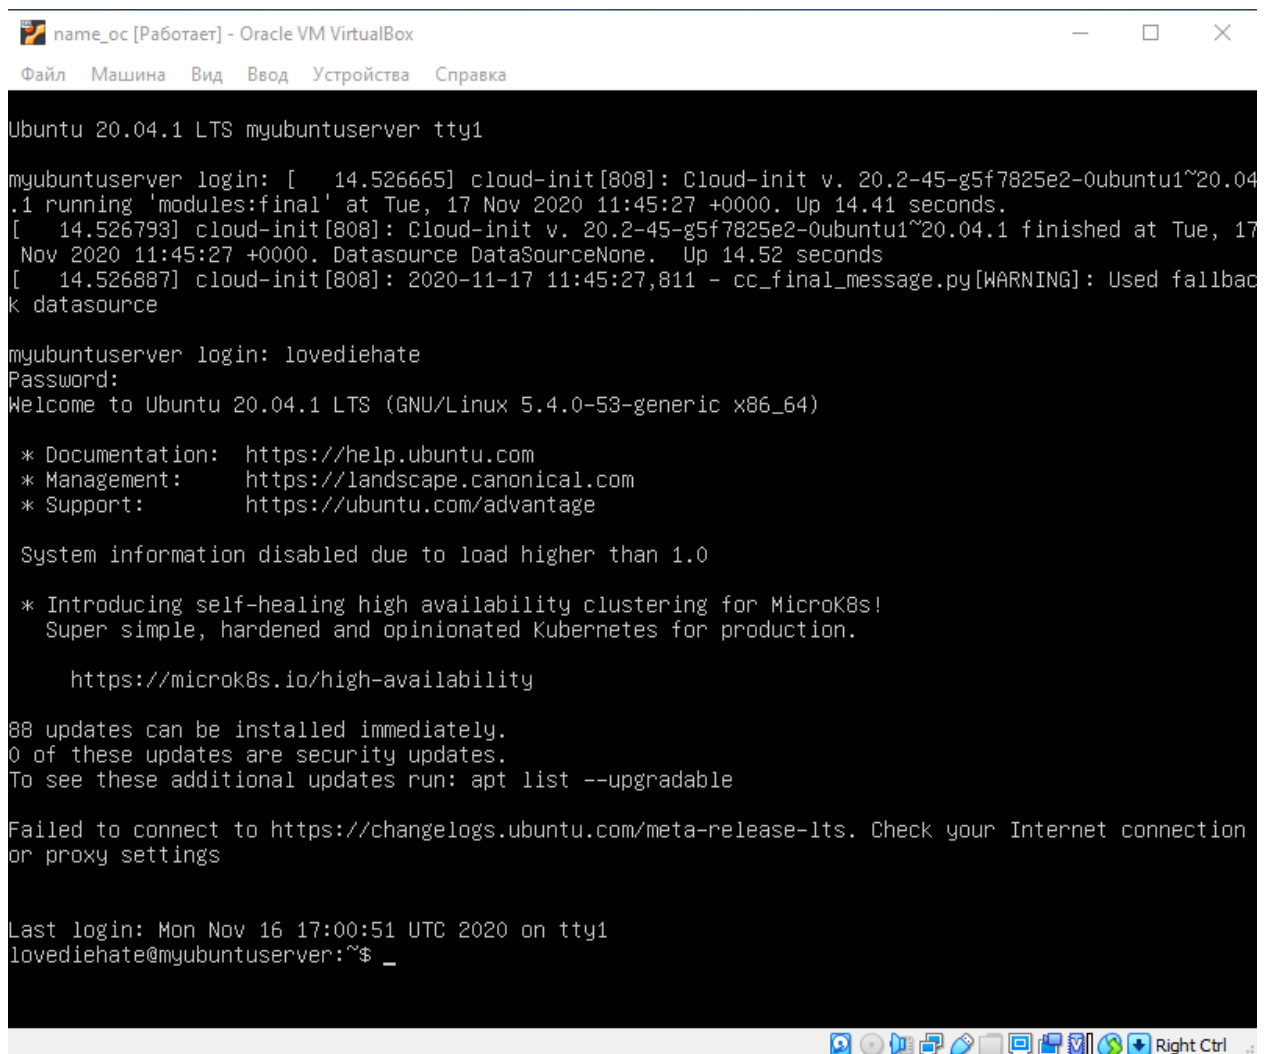 name_oc [Работает] - Oracle VM VirtualBox
Файл Машина Вид Ввод Устройства Справка
Ubuntu 20.04.1 LTS myubuntuserver tty1
myubuntuserver login: [   14.526665] cloud-init[808]: Cloud-init v. 20.2-45-g5f7825e2-0ubuntu1~20.04
.1 running 'modules:final' at Tue, 17 Nov 2020 11:45:27 +0000. Up 14.41 seconds.
[   14.526793] cloud-init[808]: Cloud-init v. 20.2-45-g5f7825e2-0ubuntu1~20.04.1 finished at Tue, 17
 Nov 2020 11:45:27 +0000. Datasource DataSourceNone.  Up 14.52 seconds
[   14.526887] cloud-init[808]: 2020-11-17 11:45:27,811 - cc_final_message.py[WARNING]: Used fallbac
k datasource
myubuntuserver login: lovediehate
Password:
Welcome to Ubuntu 20.04.1 LTS (GNU/Linux 5.4.0-53-generic x86_64)
 * Documentation:  https://help.ubuntu.com
 * Management:     https://landscape.canonical.com
 * Support:        https://ubuntu.com/advantage
 System information disabled due to load higher than 1.0
 * Introducing self-healing high availability clustering for MicroK8s!
   Super simple, hardened and opinionated Kubernetes for production.
     https://microk8s.io/high-availability
88 updates can be installed immediately.
0 of these updates are security updates.
To see these additional updates run: apt list --upgradable
Failed to connect to https://changelogs.ubuntu.com/meta-release-lts. Check your Internet connection
or proxy settings
Last login: Mon Nov 16 17:00:51 UTC 2020 on tty1
lovediehate@myubuntuserver:~$ _
Right Ctrl